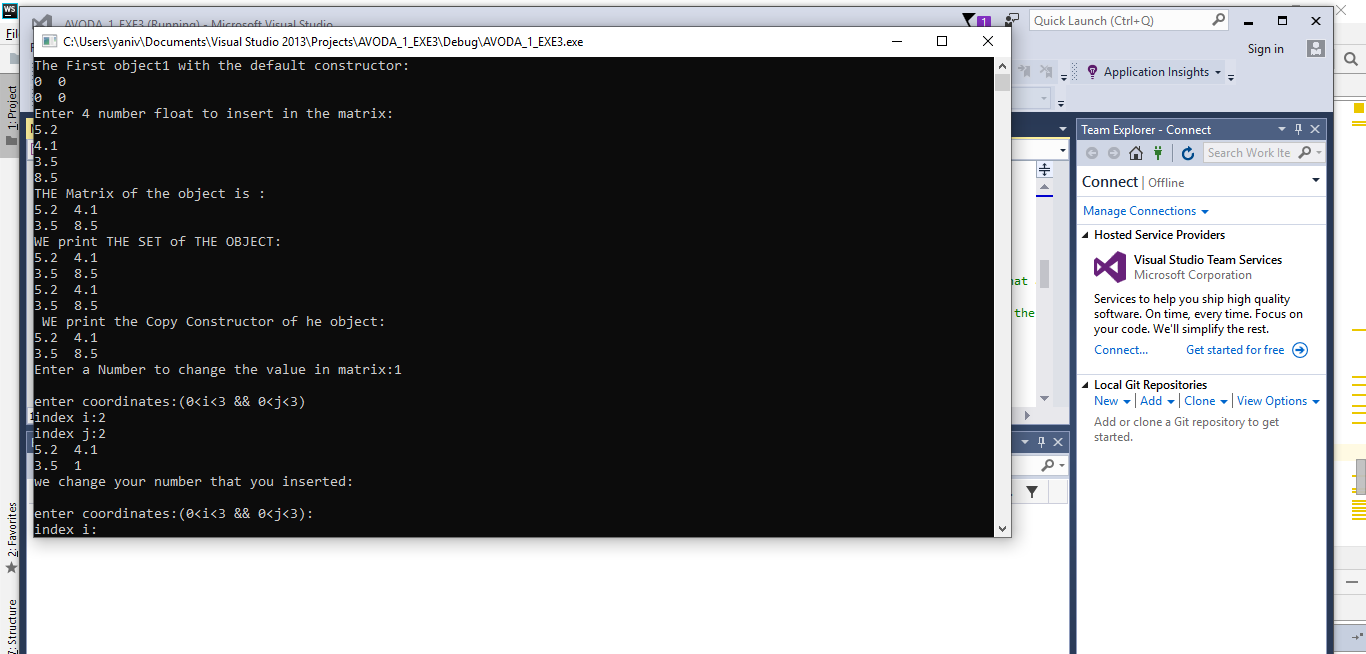 WS
AVODA_1_EXE3 (Running) - Microsoft Visual Studio
1
Quick Launch (Ctrl+Q)
Sign in
Application Insights
C:\Users\yaniv\Documents\Visual Studio 2013\Projects\AVODA_1_EXE3\Debug\AVODA_1_EXE3.exe
The First object1 with the default constructor:
0  0
0  0
Enter 4 number float to insert in the matrix:
5.2
4.1
3.5
8.5
THE Matrix of the object is :
5.2  4.1
3.5  8.5
WE print THE SET of THE OBJECT:
5.2  4.1
3.5  8.5
5.2  4.1
3.5  8.5
 WE print the Copy Constructor of he object:
5.2  4.1
3.5  8.5
Enter a Number to change the value in matrix:1
enter coordinates:(0<i<3 && 0<j<3)
index i:2
index j:2
5.2  4.1
3.5  1
we change your number that you inserted:
enter coordinates:(0<i<3 && 0<j<3):
index i:
the
Team Explorer - Connect
Search Work Ite
Connect | Offline
Manage Connections
Hosted Service Providers
Visual Studio Team Services
Microsoft Corporation
Services to help you ship high quality
software. On time, every time. Focus on
your code. We'll simplify the rest.
Connect...
Get started for free
Local Git Repositories
New | Add | Clone | View Options
Add or clone a Git repository to get
started.
1: Project
2: Favorites
7: Structure